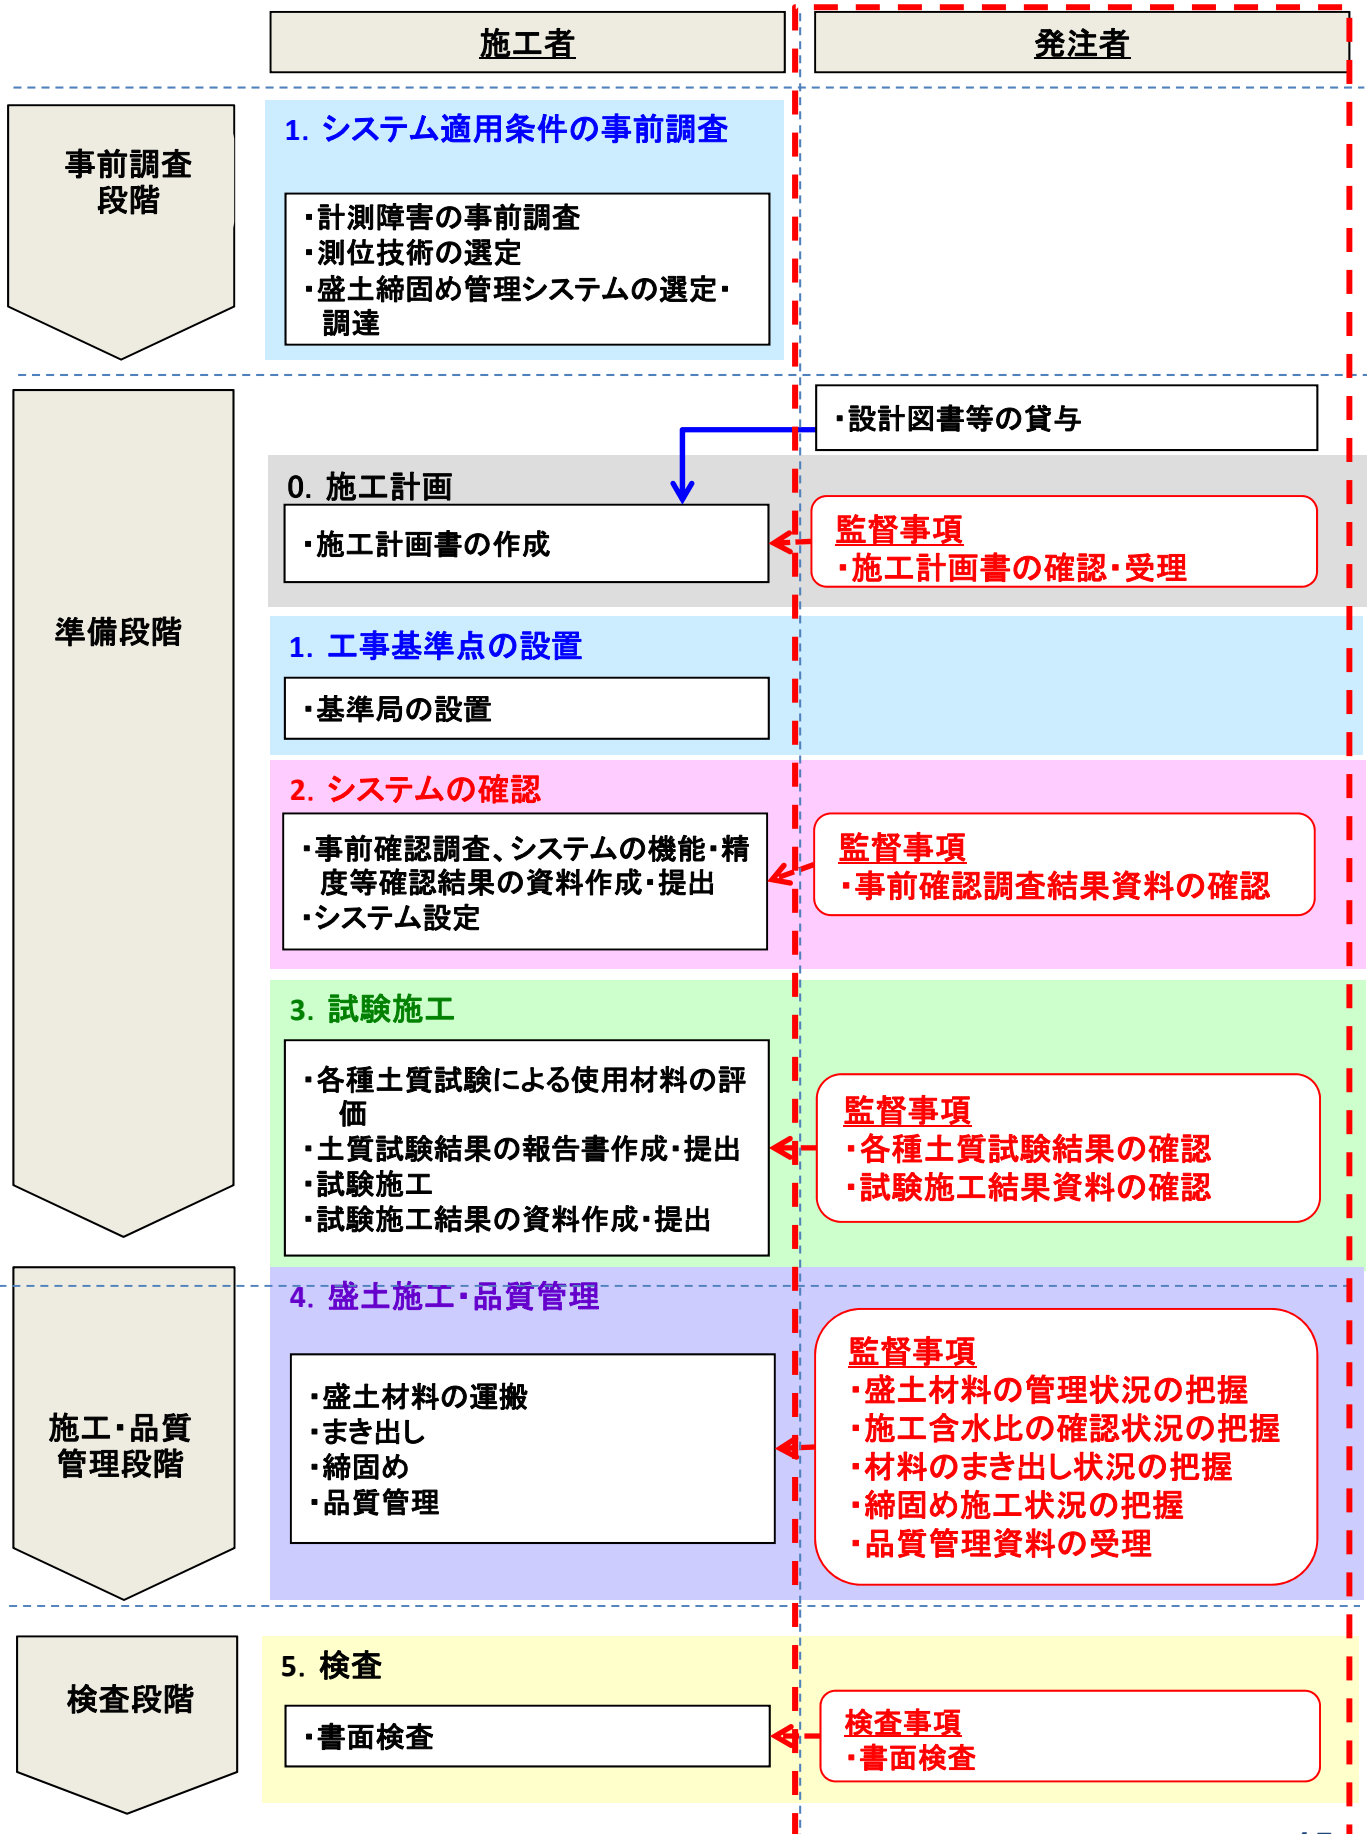 施工者
発注者
事前調査
段階
1. システム適用条件の事前調査
・計測障害の事前調査
・測位技術の選定
・盛土締固め管理システムの選定・
調達
準備段階
・設計図書等の貸与
0. 施工計画
・施工計画書の作成
監督事項
・施工計画書の確認・受理
1. 工事基準点の設置
・基準局の設置
2. システムの確認
・事前確認調査、システムの機能・精
度等確認結果の資料作成・提出
・システム設定
監督事項
・事前確認調査結果資料の確認
3. 試験施工
・各種土質試験による使用材料の評
価
・土質試験結果の報告書作成・提出
・試験施工
・試験施工結果の資料作成・提出
監督事項
・各種土質試験結果の確認
・試験施工結果資料の確認
施工・品質
管理段階
4. 盛土施工・品質管理
・盛土材料の運搬
・まき出し
・締固め
・品質管理
監督事項
・盛土材料の管理状況の把握
・施工含水比の確認状況の把握
・材料のまき出し状況の把握
・締固め施工状況の把握
・品質管理資料の受理
検査段階
5. 検査
・書面検査
検査事項
・書面検査